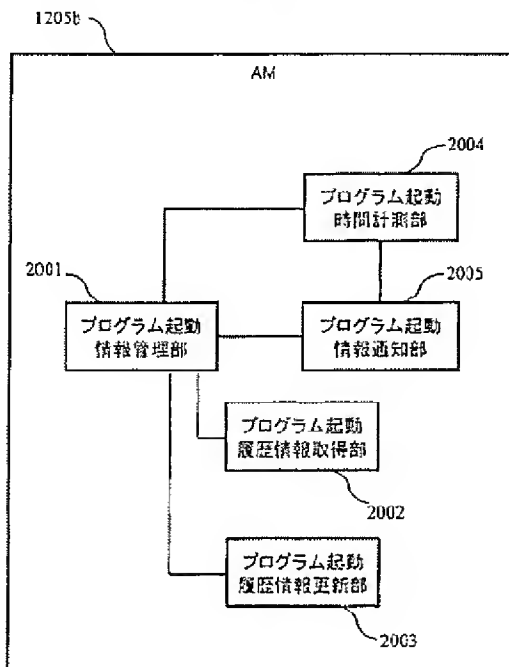 1205b
AM
2004
プログラム起動
時間計測部
2001
2005
プログラム起動
情報管理部
プログラム起動
情報通知部
プログラム起動
履歴情報取得部
2002
プログラム起動
履歴情報更新部
2003